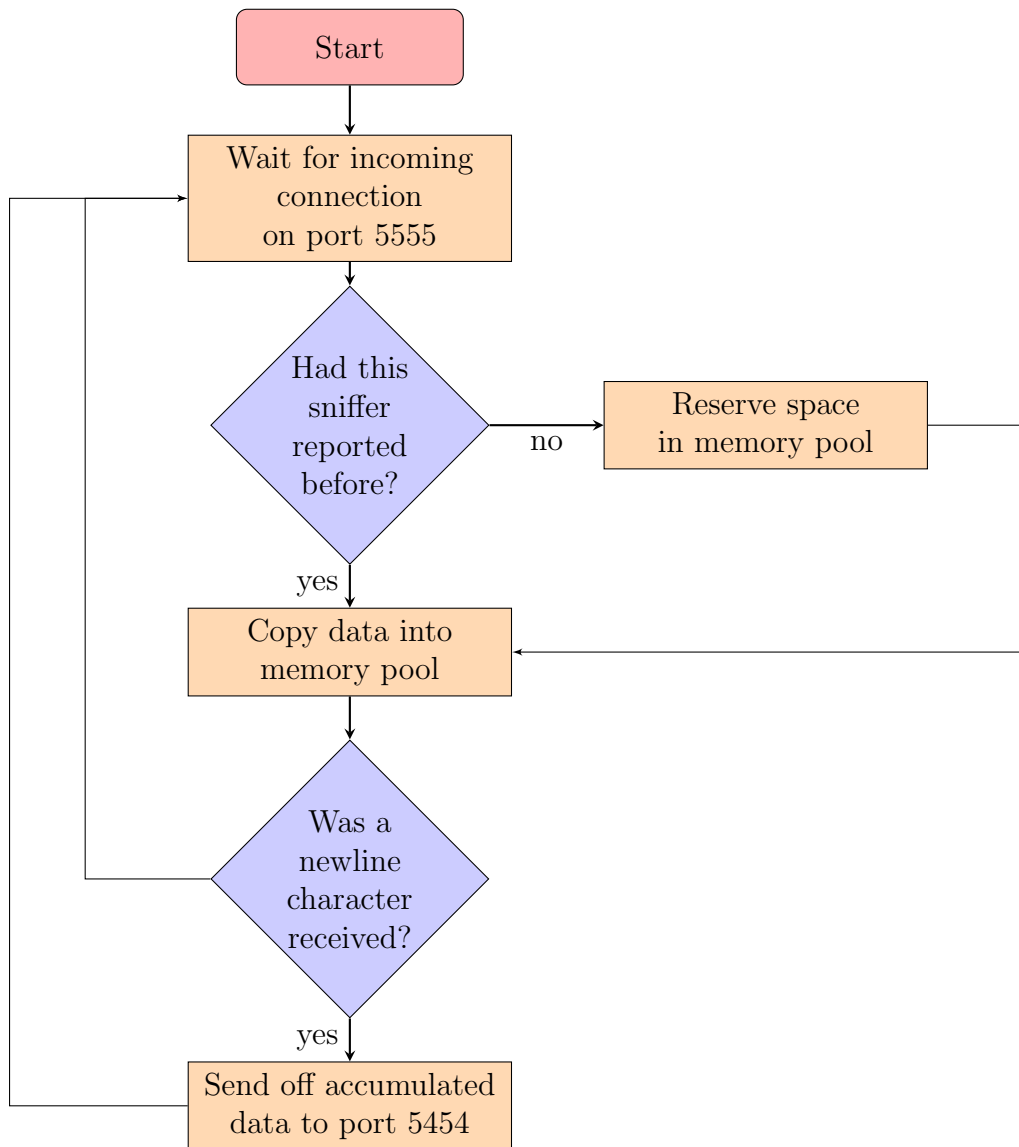 Start
Wait for incoming
connection
on port 5555
Had this
sniffer
reported
before?
no
Reserve space
in memory pool
yes
Copy data into
memory pool
Was a
newline
character
received?
yes
Send off accumulated
data to port 5454